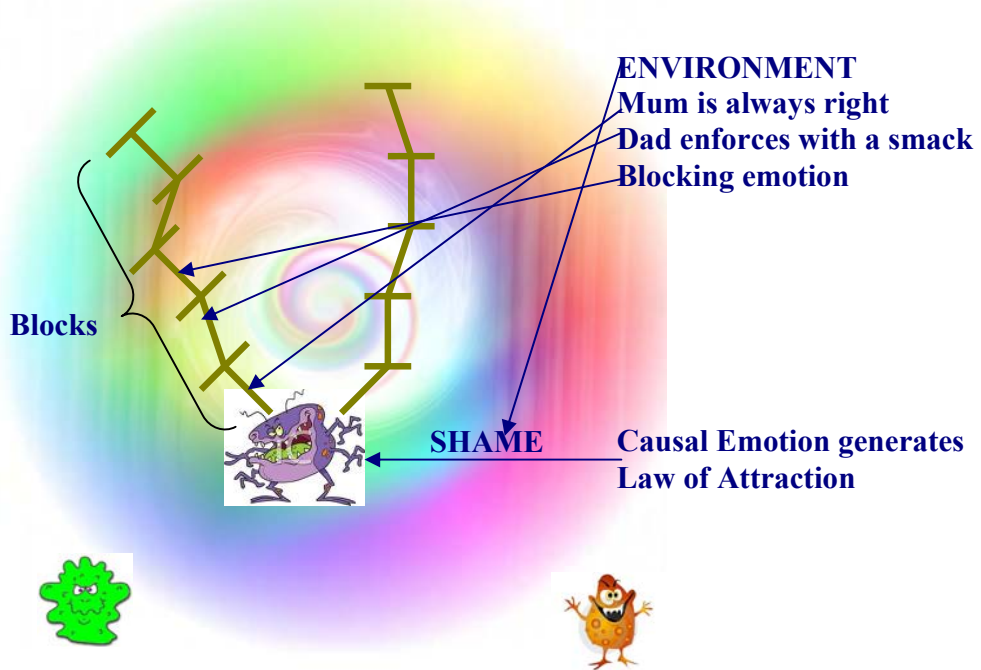 ENVIRONMENT
Mum is always right
Dad enforces with a smack
Blocking emotion
Blocks
SHAME
Causal Emotion generates
Law of Attraction